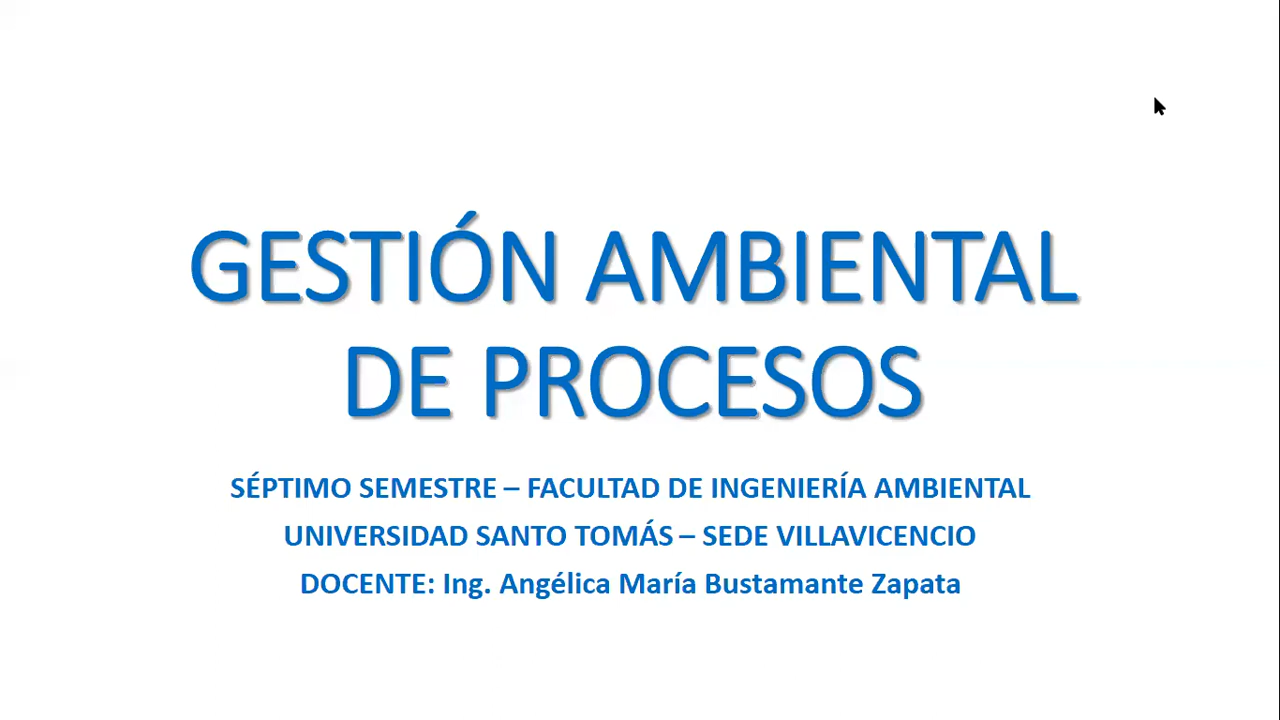 GESTIÓN AMBIENTAL
DE PROCESOS
SÉPTIMO SEMESTRE – FACULTAD DE INGENIERÍA AMBIENTAL
UNIVERSIDAD SANTO TOMÁS – SEDE VILLAVICENCIO
DOCENTE: Ing. Angélica María Bustamante Zapata